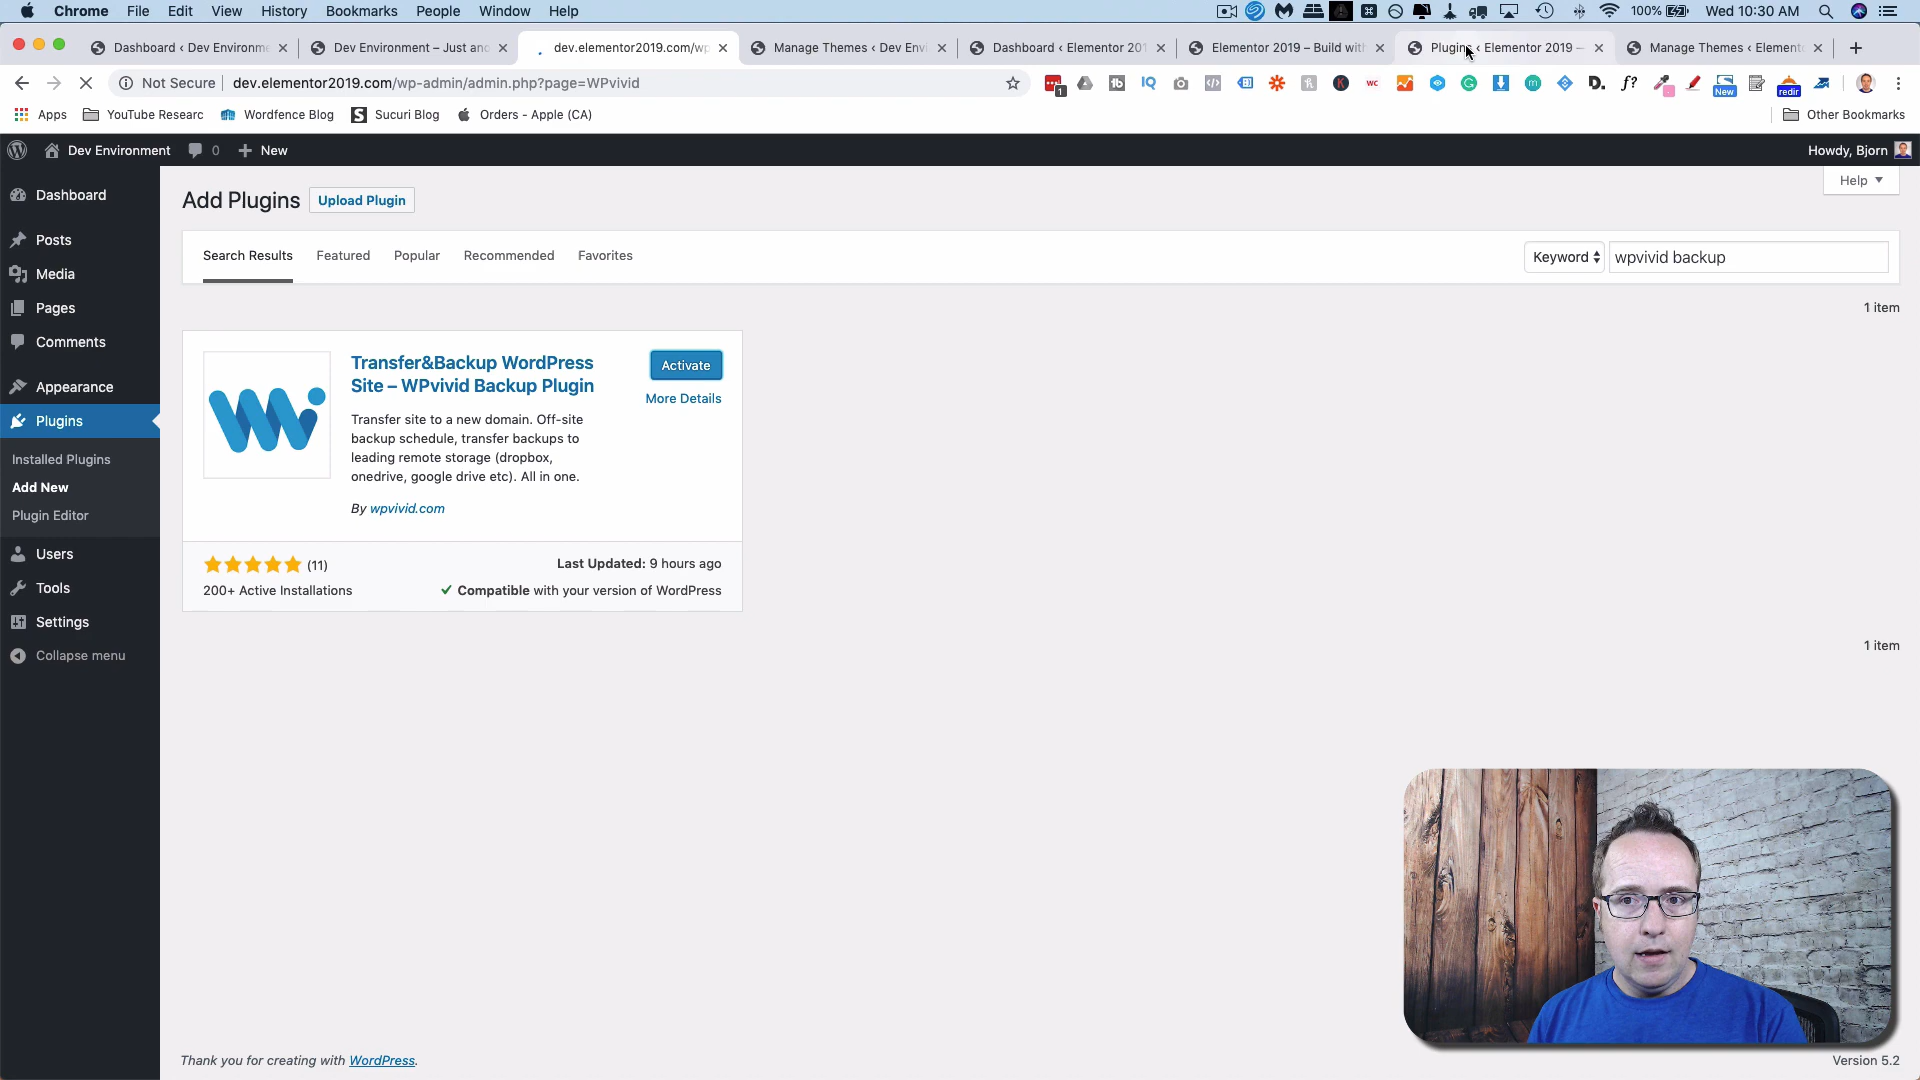 Chrome File Edit View History Bookmarks People Window Help 100% Wed 10:30 AM
Dashboard ‹ Dev Environme Dev Environment – Just and dev.elementor2019.com/wp Manage Themes ‹ Dev Envi Dashboard ‹ Elementor 201 Elementor 2019 – Build with Plugins ‹ Elementor 2019 – Manage Themes ‹ Element
Not Secure dev.elementor2019.com/wp-admin/admin.php?page=WPvivid
Apps YouTube Researc Wordfence Blog Sucuri Blog Orders - Apple (CA) Other Bookmarks
Dev Environment 0 + New Howdy, Bjorn
Dashboard
Posts
Media
Pages
Comments
Appearance
Plugins
Installed Plugins
Add New
Plugin Editor
Users
Tools
Settings
Collapse menu
Add Plugins Upload Plugin Help
Search Results Featured Popular Recommended Favorites Keyword wpvivid backup
1 item
Transfer&Backup WordPress
Site – WPvivid Backup Plugin
Activate
More Details
Transfer site to a new domain. Off-site
backup schedule, transfer backups to
leading remote storage (dropbox,
onedrive, google drive etc). All in one.
By wpvivid.com
(11) Last Updated: 9 hours ago
200+ Active Installations Compatible with your version of WordPress
1 item
Thank you for creating with WordPress. Version 5.2